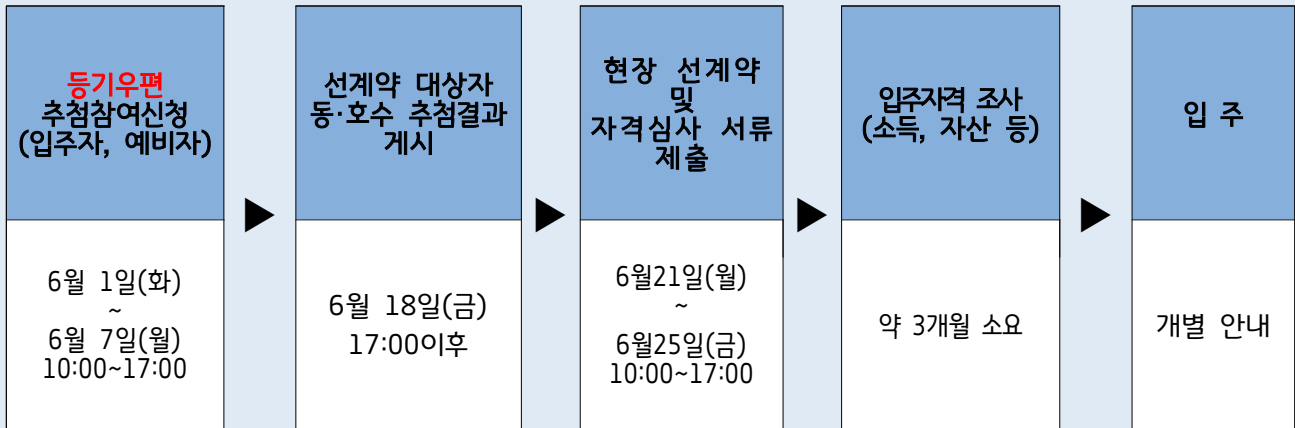 등기우편
추첨참여신청
(입주자, 예비자)
6월 1일(화)
~
6월 7일(월)
10:00~17:00
▶
선계약 대상자
동·호수 추첨결과
게시
6월 18일(금)
17:00이후
▶
현장 선계약
및
자격심사 서류
제출
6월21일(월)
~
6월25일(금)
10:00~17:00
▶
입주자격 조사
(소득, 자산 등)
약 3개월 소요
▶
입 주
개별 안내